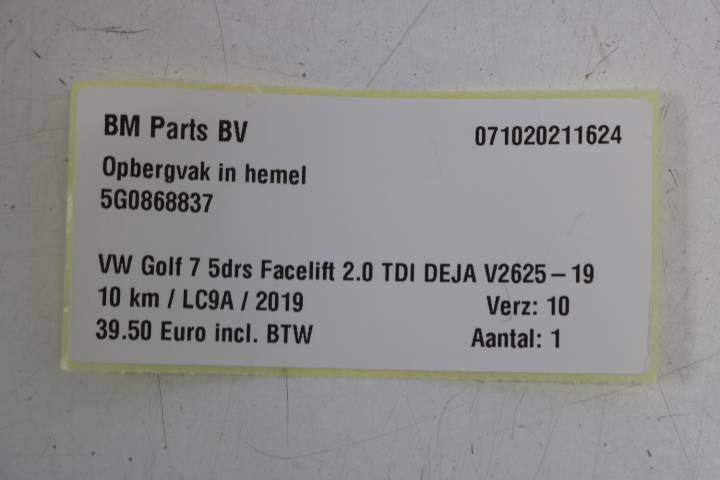 BM Parts BV 071020211624
Opbergvak in hemel
5G0868837
VW Golf 7 5drs Facelift 2.0 TDI DEJA V2625-19
10 km / LC9A / 2019 Verz: 10
39.50 Euro incl. BTW Aantal: 1